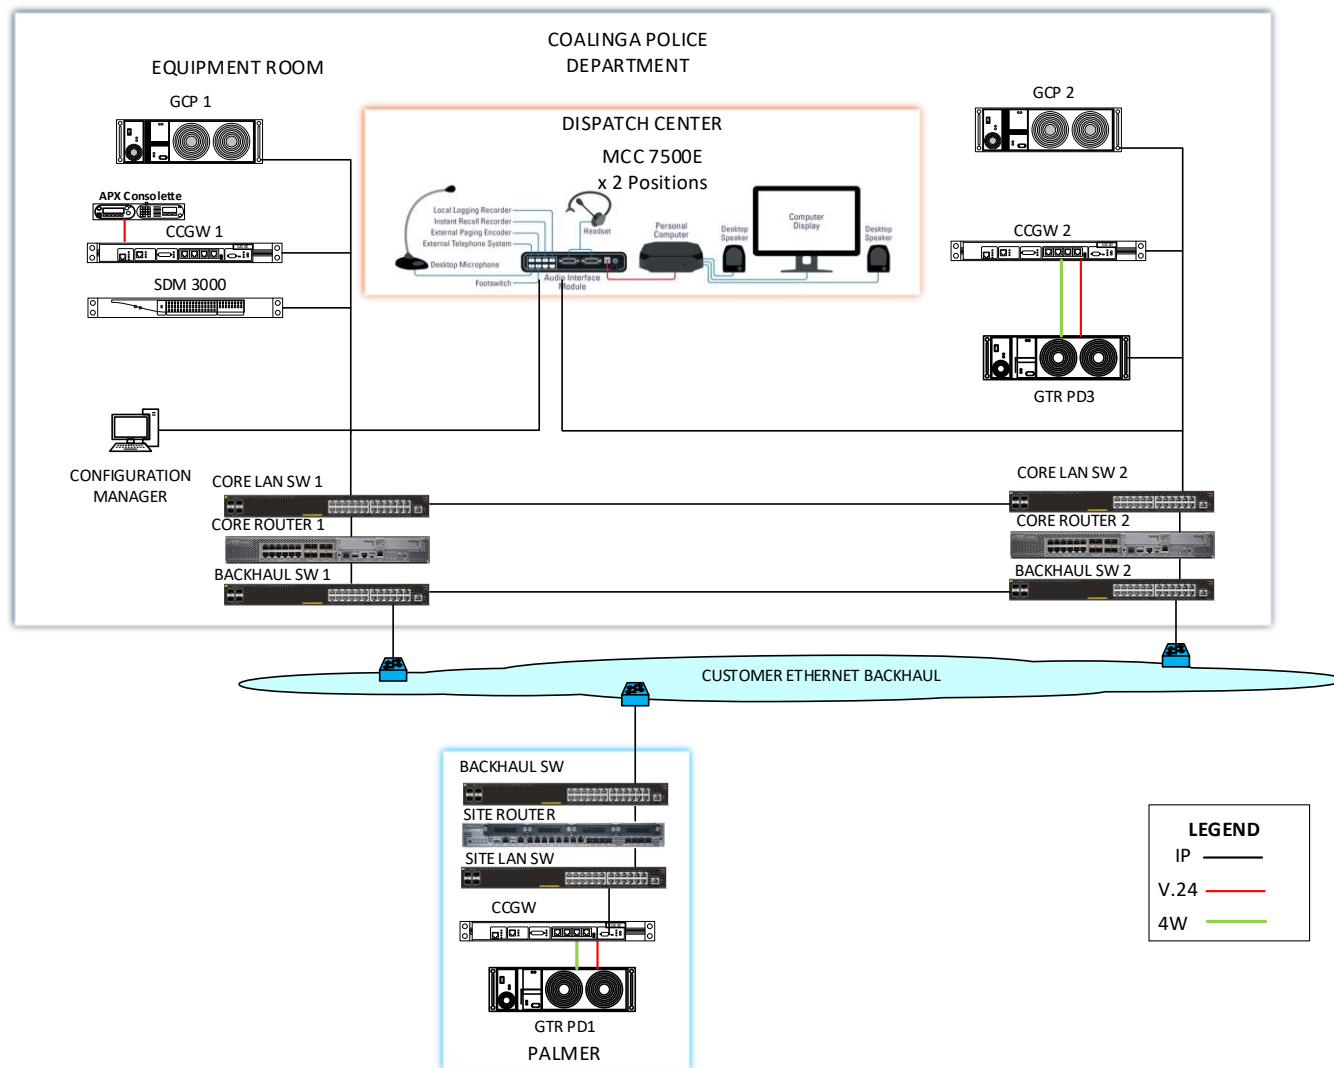 COALINGA POLICE
DEPARTMENT
EQUIPMENT ROOM
GCP 1
GCP 2
DISPATCH CENTER
MCC 7500E
x 2 Positions
Local Logging Recorder
Instant Recall Recorder
External Paging Encoder
External Telephone System
Desktop Microphone
Footswitch
Headset
Audio Interface
Module
Personal
Computer
Desktop
Speaker
Computer
Display
Desktop
Speaker
APX Consolette
CCGW 1
SDM 3000
CCGW 2
GTR PD3
CONFIGURATION
MANAGER
CORE LAN SW 1
CORE ROUTER 1
BACKHAUL SW 1
CORE LAN SW 2
CORE ROUTER 2
BACKHAUL SW 2
CUSTOMER ETHERNET BACKHAUL
BACKHAUL SW
SITE ROUTER
SITE LAN SW
CCGW
GTR PD1
PALMER
LEGEND
IP
V.24
4W